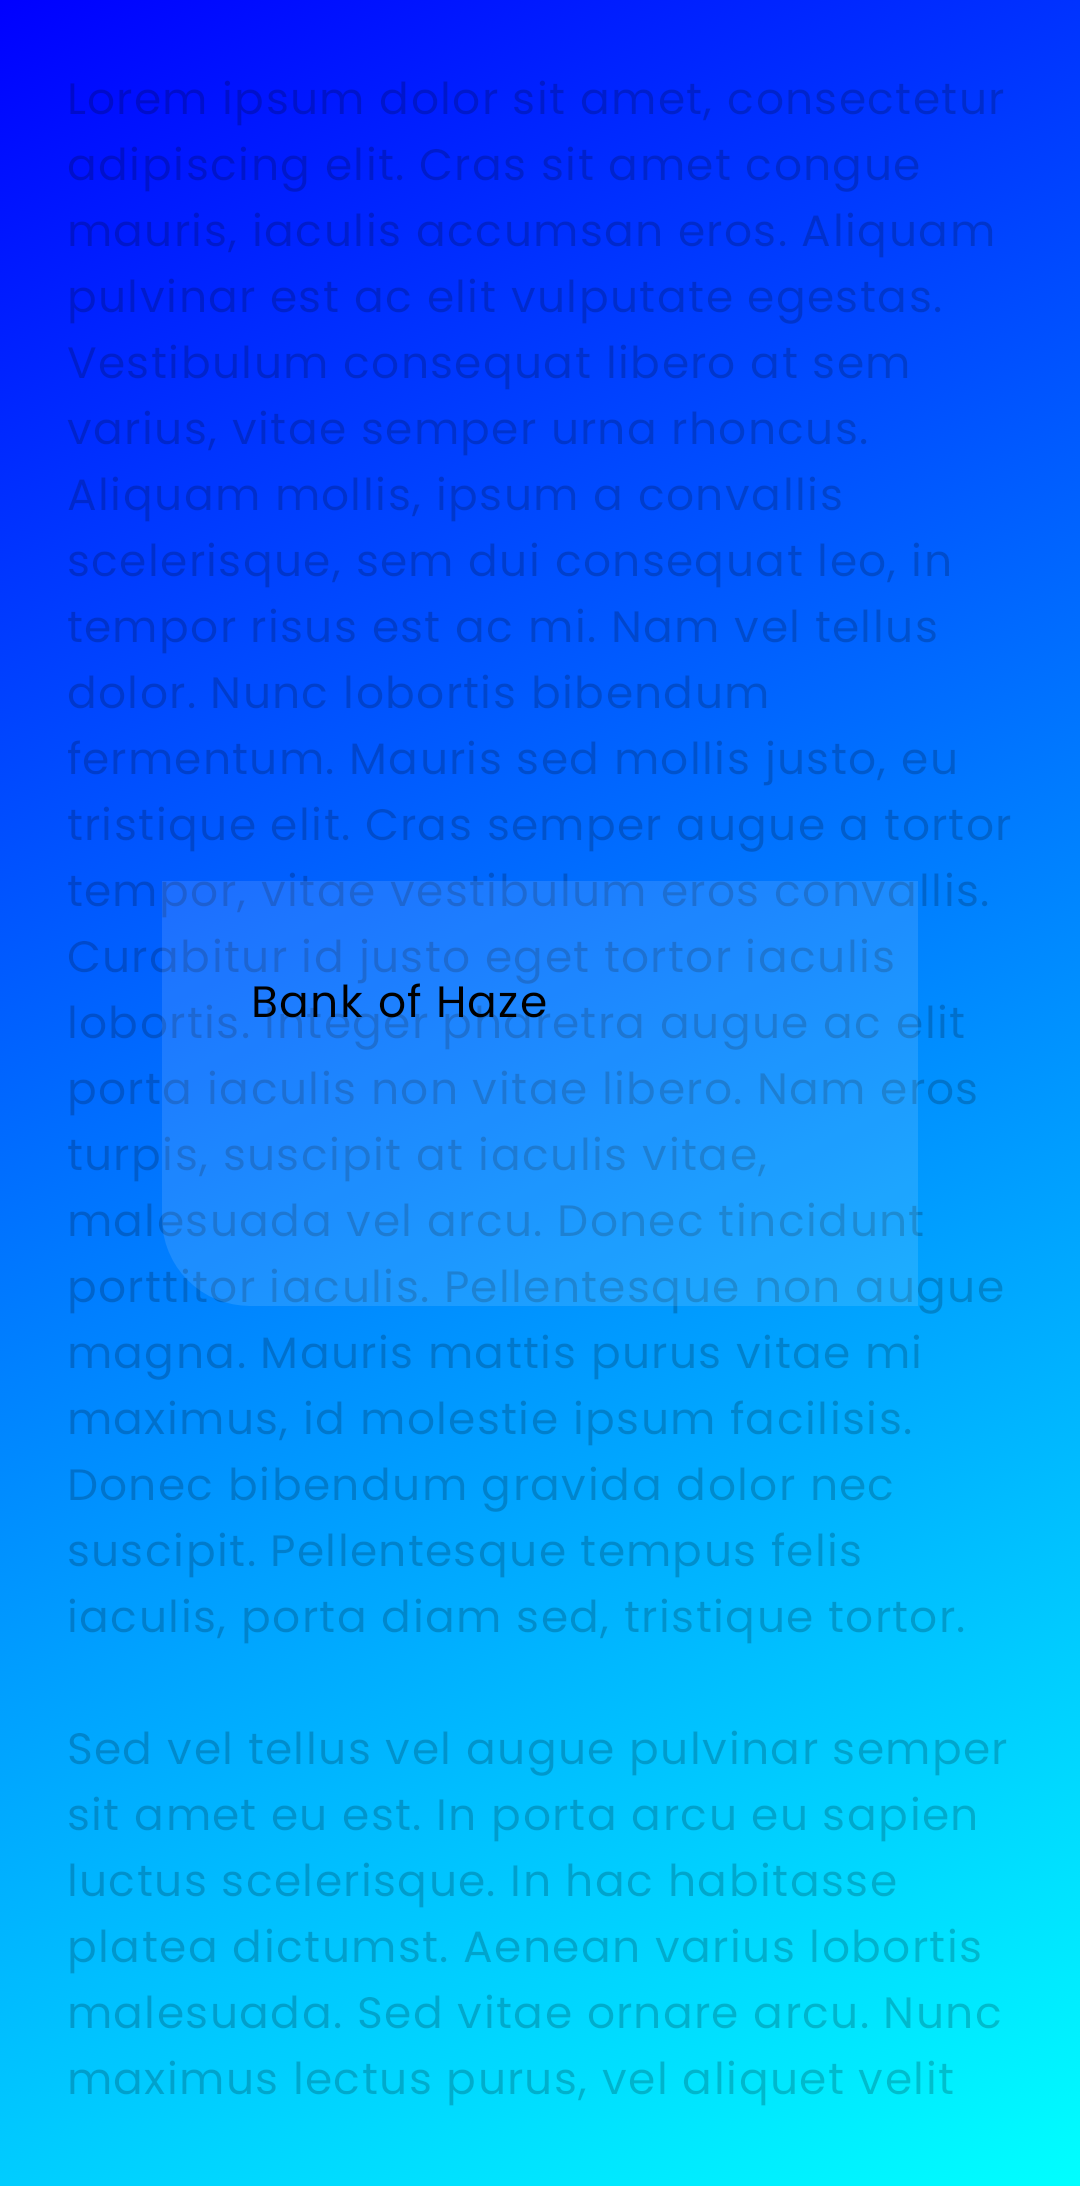 Lorem ipsum dolor sit amet, consectetur
adipiscing elit. Cras sit amet congue
mauris, iaculis accumsan eros. Aliquam
pulvinar est ac elit vulputate egestas.
Vestibulum consequat libero at sem
varius, vitae semper urna rhoncus.
Aliquam mollis, ipsum a convallis
scelerisque, sem dui consequat leo, in
tempor risus est ac mi. Nam vel tellus
dolor. Nunc lobortis bibendum
fermentum. Mauris sed mollis justo, eu
tristique elit. Cras semper augue a tortor
tempor, vitae vestibulum eros convallis.
Curabitur id justo eget tortor iaculis
Bank of Haze
lobortis. Integer pharetra augue ac elit
porta iaculis non vitae libero. Nam eros
turpis, suscipit at iaculis vitae,
malesuada vel arcu. Donec tincidunt
porttitor iaculis. Pellentesque non augue
magna. Mauris mattis purus vitae mi
maximus, id molestie ipsum facilisis.
Donec bibendum gravida dolor nec
suscipit. Pellentesque tempus felis
iaculis, porta diam sed, tristique tortor.
Sed vel tellus vel augue pulvinar semper
sit amet eu est. In porta arcu eu sapien
luctus scelerisque. In hac habitasse
platea dictumst. Aenean varius lobortis
malesuada. Sed vitae ornare arcu. Nunc
maximus lectus purus, vel aliquet velit